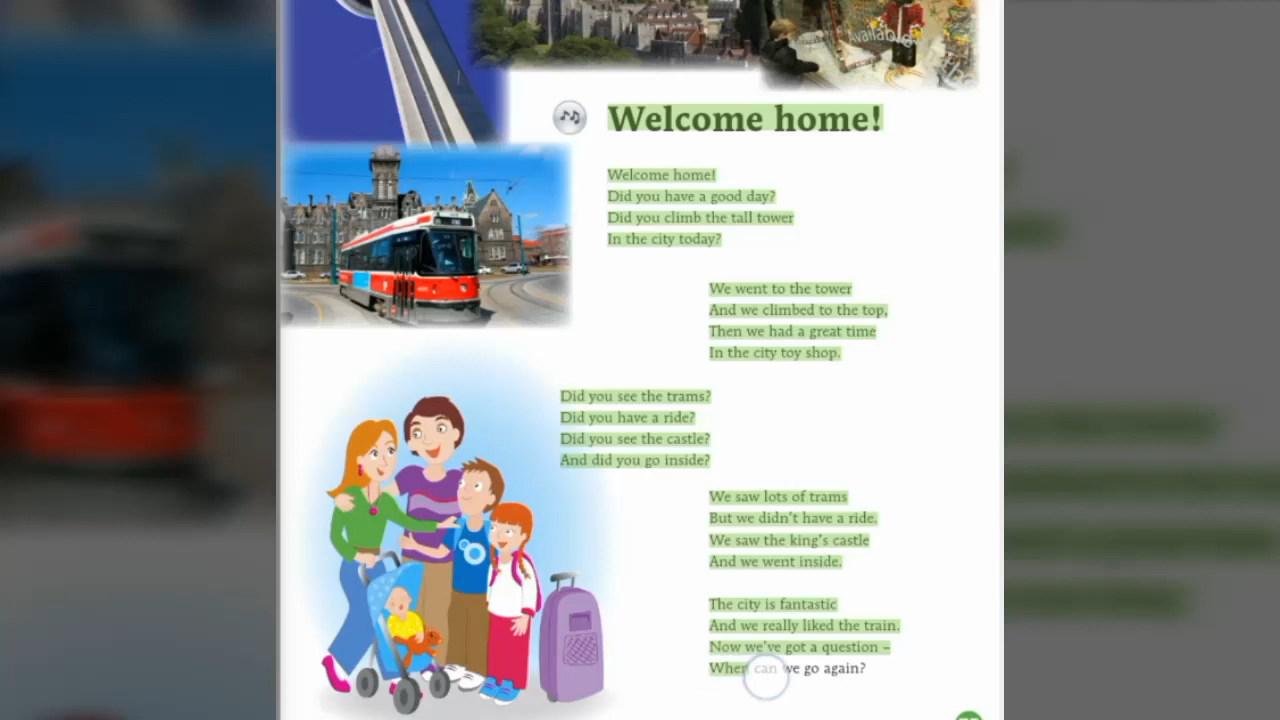 Available
Welcome home!
Welcome home!
Did you have a good day?
Did you climb the tall tower
In the city today?
We went to the tower
And we climbed to the top,
Then we had a great time
In the city toy shop.
Did you see the trams?
Did you have a ride?
Did you see the castle?
And did you go inside?
We saw lots of trams
But we didn't have a ride.
We saw the king's castle
And we went inside.
The city is fantastic
And we really liked the train.
Now we've got a question –
When can we go again?